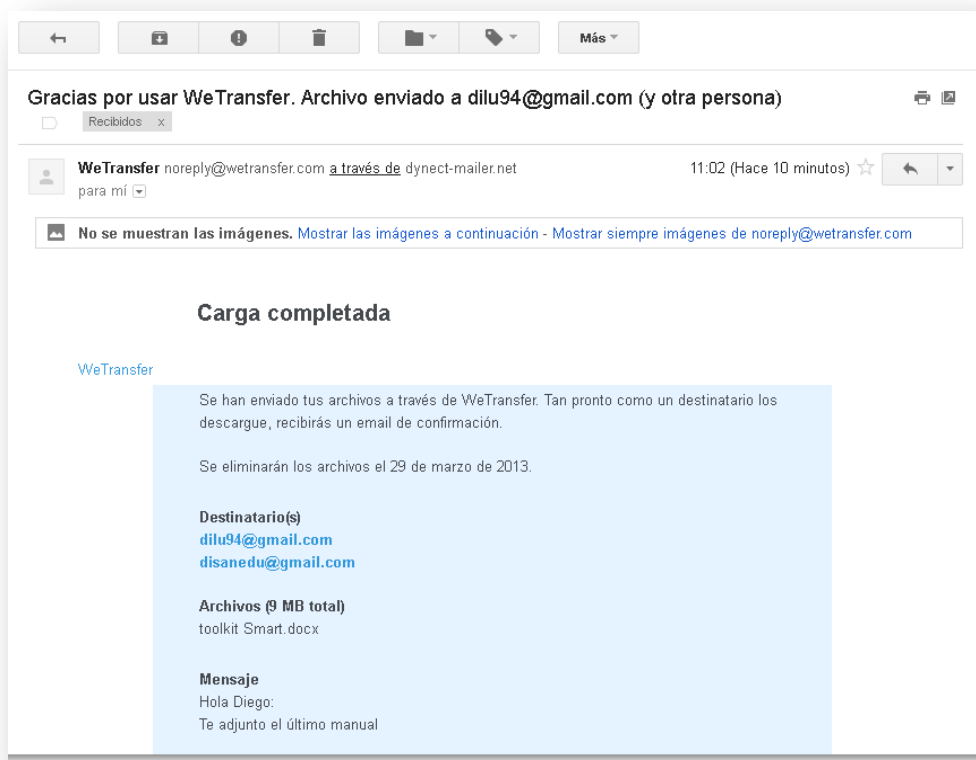 Más
Gracias por usar WeTransfer. Archivo enviado a dilu94@gmail.com (y otra persona)
Recibidos x
WeTransfer noreply@wetransfer.com a través de dynect-mailer.net
11:02 (Hace 10 minutos)
para mí
No se muestran las imágenes. Mostrar las imágenes a continuación - Mostrar siempre imágenes de noreply@wetransfer.com
Carga completada
WeTransfer
Se han enviado tus archivos a través de WeTransfer. Tan pronto como un destinatario los
descargue, recibirás un email de confirmación.
Se eliminarán los archivos el 29 de marzo de 2013.
Destinatario(s)
dilu94@gmail.com
disanedu@gmail.com
Archivos (9 MB total)
toolkit Smart.docx
Mensaje
Hola Diego:
Te adjunto el último manual